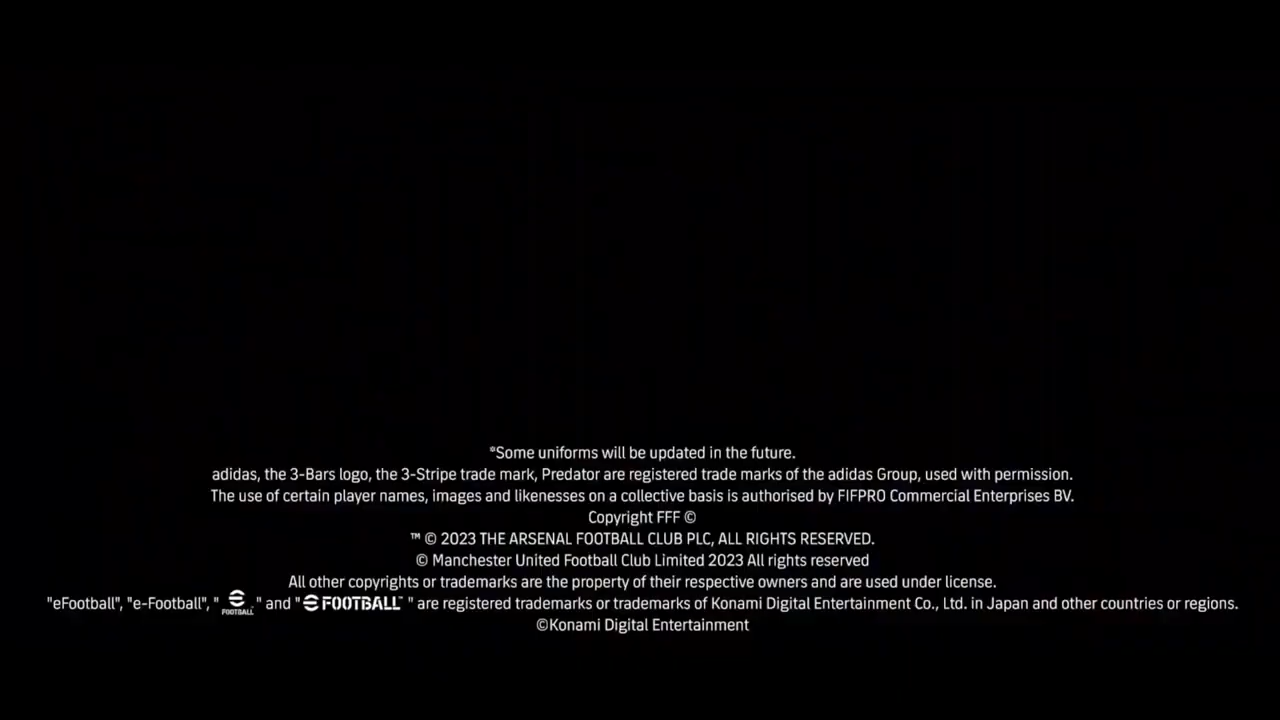 *Some uniforms will be updated in the future.
adidas, the 3-Bars logo, the 3-Stripe trade mark, Predator are registered trade marks of the adidas Group, used with permission.
The use of certain player names, images and likenesses on a collective basis is authorised by FIFPRO Commercial Enterprises BV.
Copyright FFF ©
™ © 2023 THE ARSENAL FOOTBALL CLUB PLC, ALL RIGHTS RESERVED.
© Manchester United Football Club Limited 2023 All rights reserved
All other copyrights or trademarks are the property of their respective owners and are used under license.
"eFootball", "e-Football", " e FOOTBALL™ " and " eFOOTBALL™ " are registered trademarks or trademarks of Konami Digital Entertainment Co., Ltd. in Japan and other countries or regions.
©Konami Digital Entertainment